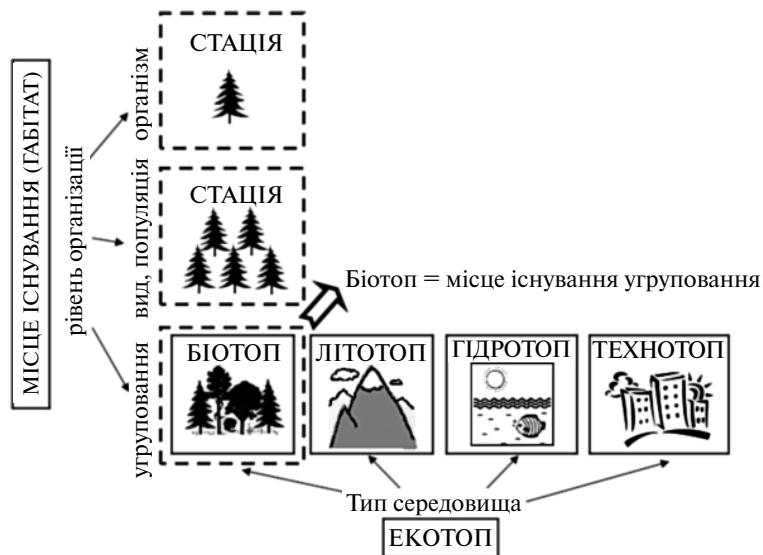 МІСЦЕ ІСНУВАННЯ (ГАБІТАТ)
рівень організації
організм
СТАЦІЯ
вид, популяція
СТАЦІЯ
Біотоп = місце існування угруповання
угруповання
БІОТОП
ЛІТОТОП
ГІДРОТОП
ТЕХНОТОП
Тип середовища
ЕКОТОП